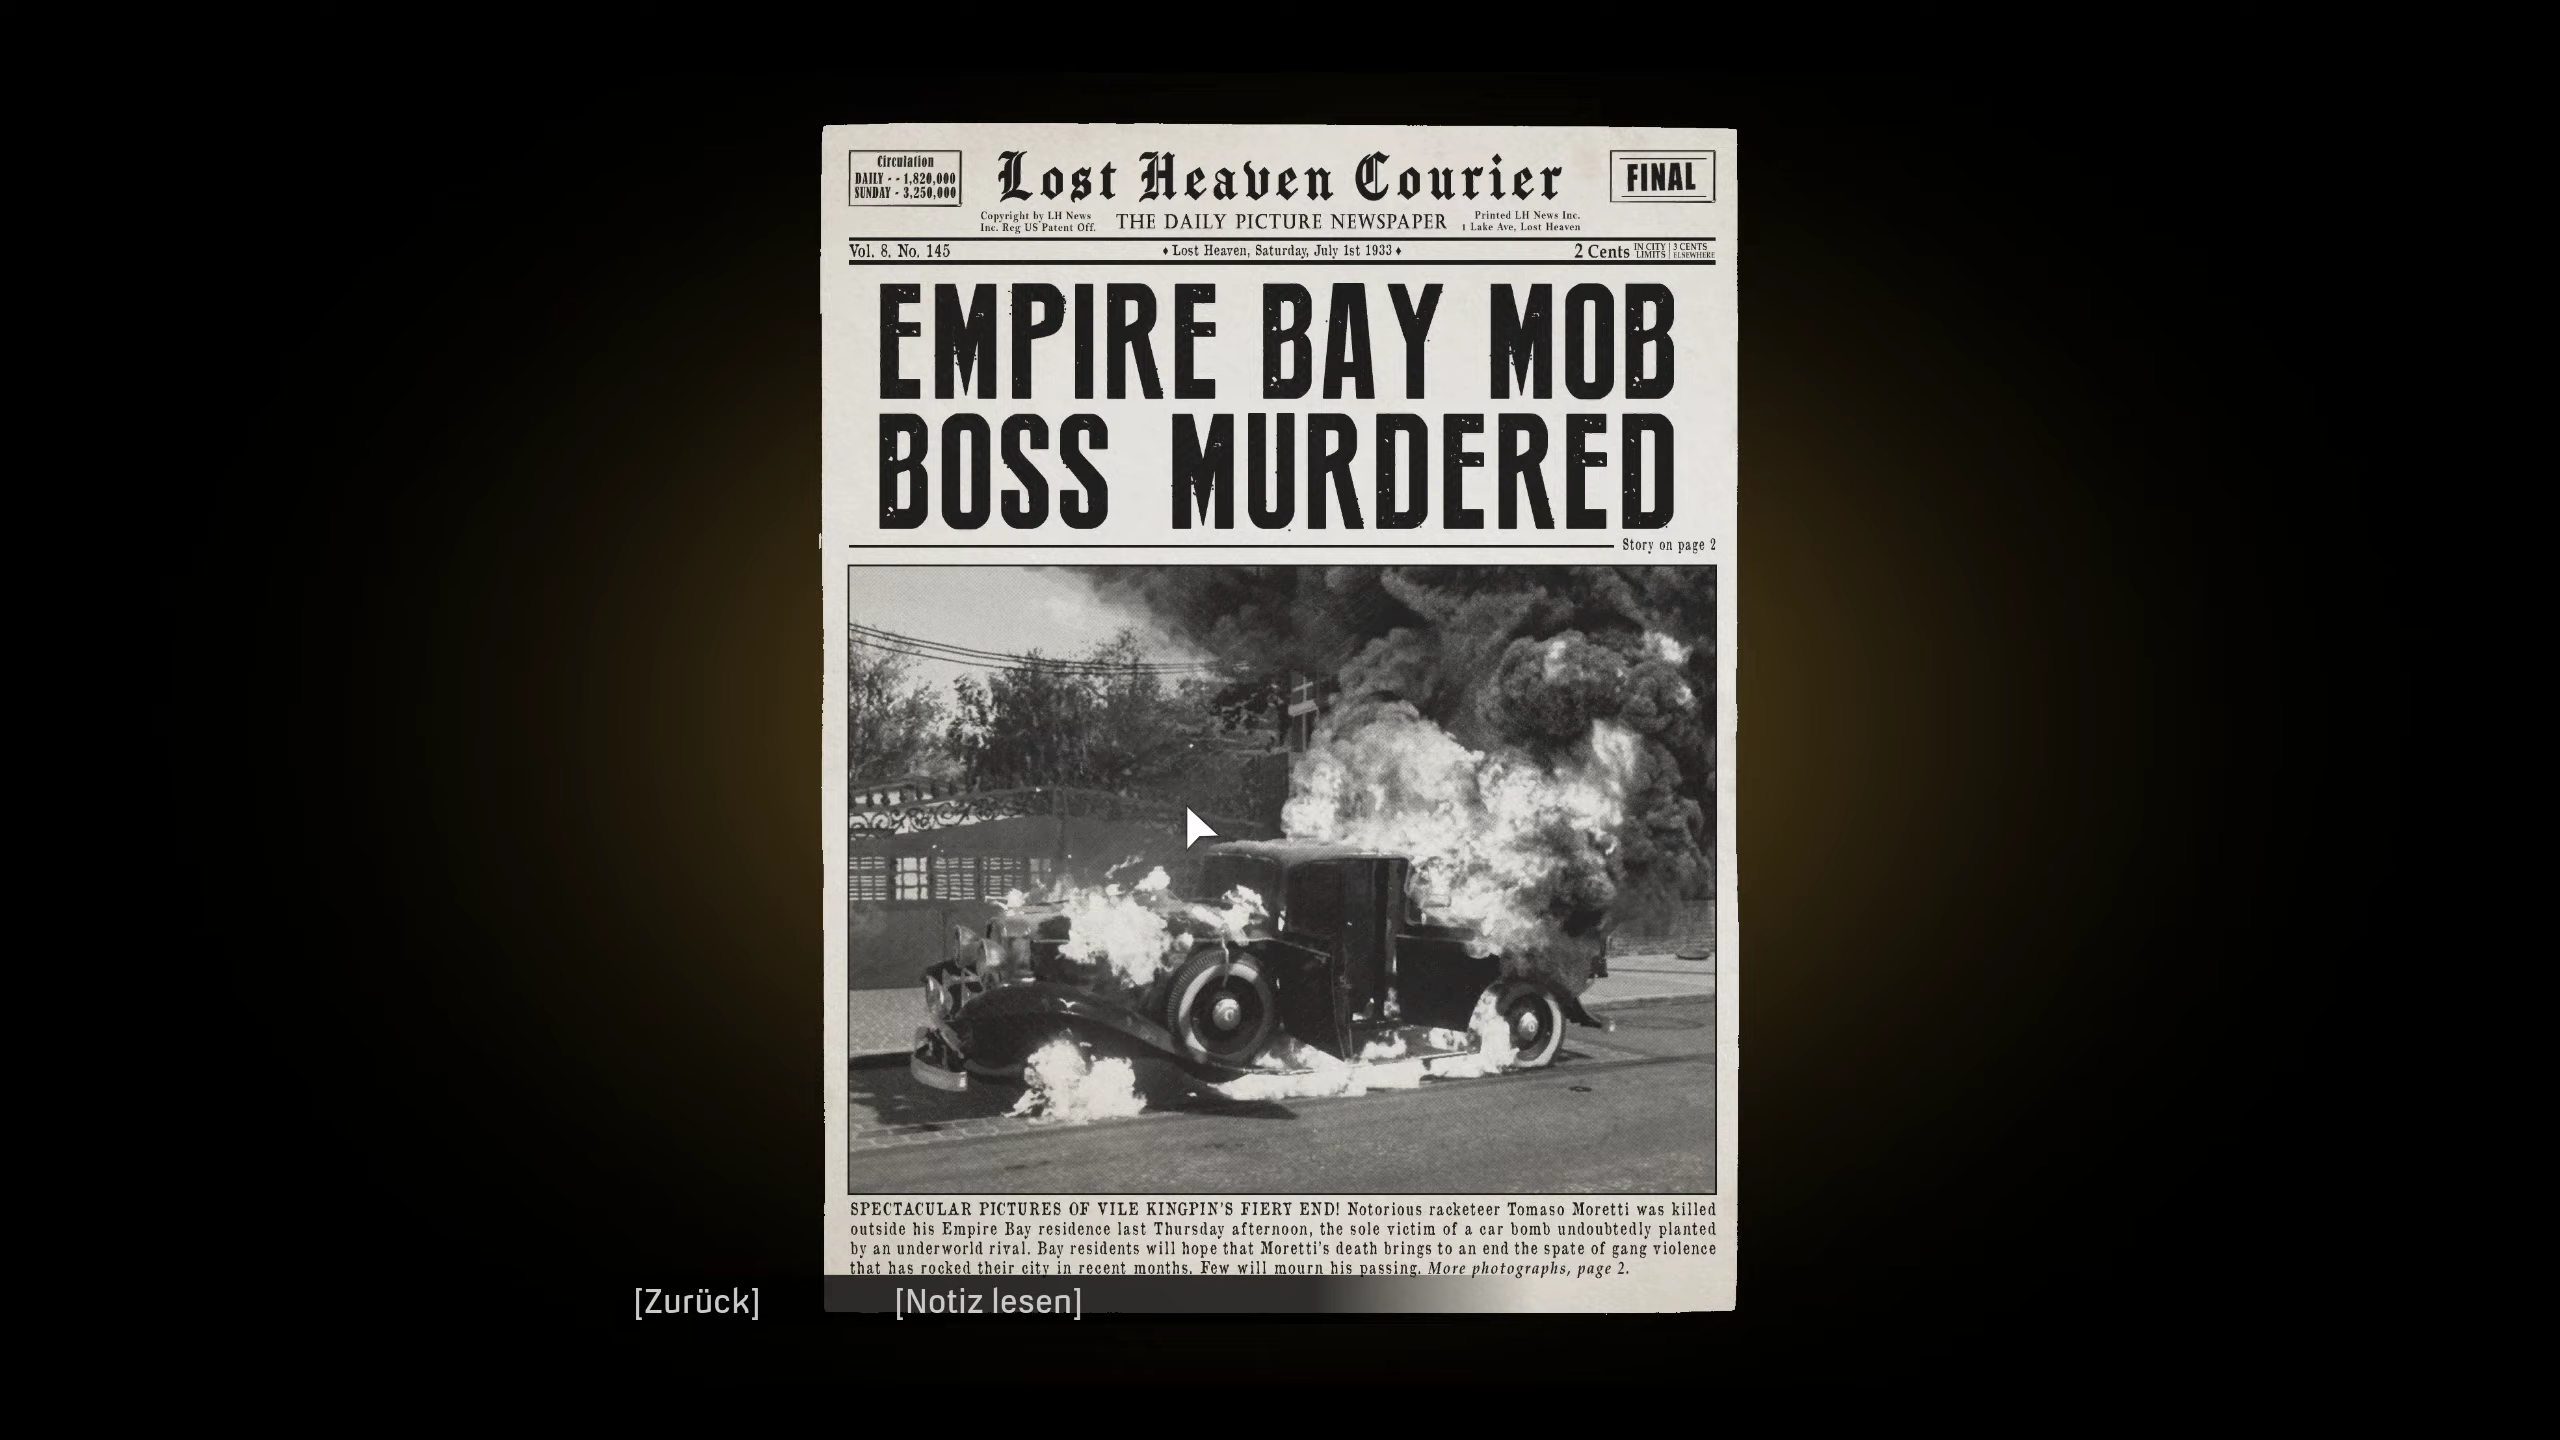 Circulation
DAILY - - 1,820,000
SUNDAY - 3,250,000
Lost Heaven Courier
FINAL
Copyright by LH News
Inc. Reg US Patent Off.
THE DAILY PICTURE NEWSPAPER
Printed LH News Inc.
1 Lake Ave, Lost Heaven
Vol. 8. No. 145
♦ Lost Heaven, Saturday, July 1st 1933 ♦
2 Cents IN CITY LIMITS | 3 CENTS ELSEWHERE
EMPIRE BAY MOB
BOSS MURDERED
Story on page 2
SPECTACULAR PICTURES OF VILE KINGPIN'S FIERY END! Notorious racketeer Tomaso Moretti was killed
outside his Empire Bay residence last Thursday afternoon, the sole victim of a car bomb undoubtedly planted
by an underworld rival. Bay residents will hope that Moretti's death brings to an end the spate of gang violence
that has rocked their city in recent months. Few will mourn his passing. More photographs, page 2.
[Zurück]
[Notiz lesen]